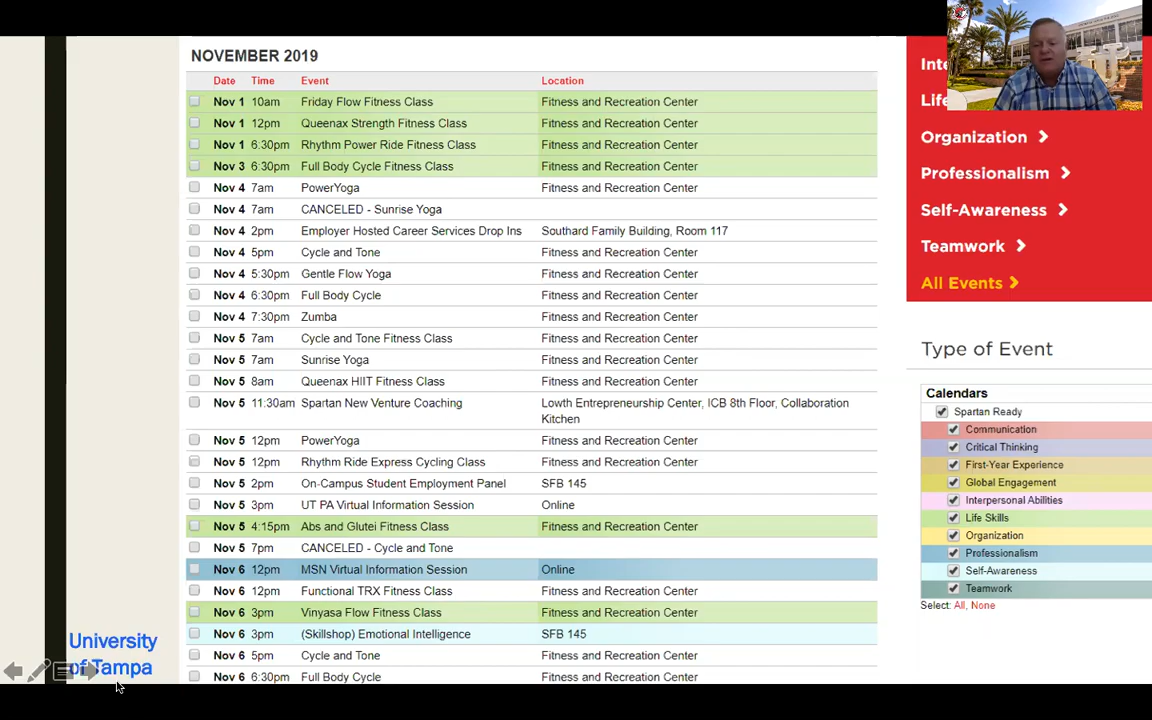 NOVEMBER 2019
Date Time Event Location
Nov 1 10am Friday Flow Fitness Class Fitness and Recreation Center
Nov 1 12pm Queenax Strength Fitness Class Fitness and Recreation Center
Nov 1 6:30pm Rhythm Power Ride Fitness Class Fitness and Recreation Center
Nov 3 6:30pm Full Body Cycle Fitness Class Fitness and Recreation Center
Nov 4 7am PowerYoga Fitness and Recreation Center
Nov 4 7am CANCELED - Sunrise Yoga
Nov 4 2pm Employer Hosted Career Services Drop Ins Southard Family Building, Room 117
Nov 4 5pm Cycle and Tone Fitness and Recreation Center
Nov 4 5:30pm Gentle Flow Yoga Fitness and Recreation Center
Nov 4 6:30pm Full Body Cycle Fitness and Recreation Center
Nov 4 7:30pm Zumba Fitness and Recreation Center
Nov 5 7am Cycle and Tone Fitness Class Fitness and Recreation Center
Nov 5 7am Sunrise Yoga Fitness and Recreation Center
Nov 5 8am Queenax HIIT Fitness Class Fitness and Recreation Center
Nov 5 11:30am Spartan New Venture Coaching Lowth Entrepreneurship Center, ICB 8th Floor, Collaboration
Kitchen
Nov 5 12pm PowerYoga Fitness and Recreation Center
Nov 5 12pm Rhythm Ride Express Cycling Class Fitness and Recreation Center
Nov 5 2pm On-Campus Student Employment Panel SFB 145
Nov 5 3pm UT PA Virtual Information Session Online
Nov 5 4:15pm Abs and Glutei Fitness Class Fitness and Recreation Center
Nov 5 7pm CANCELED - Cycle and Tone
Nov 6 12pm MSN Virtual Information Session Online
Nov 6 12pm Functional TRX Fitness Class Fitness and Recreation Center
Nov 6 3pm Vinyasa Flow Fitness Class Fitness and Recreation Center
Nov 6 3pm (Skillshop) Emotional Intelligence SFB 145
Nov 6 5pm Cycle and Tone Fitness and Recreation Center
Nov 6 6:30pm Full Body Cycle Fitness and Recreation Center
Organization
Professionalism
Self-Awareness
Teamwork
All Events
Type of Event
Calendars
Spartan Ready
Communication
Critical Thinking
First-Year Experience
Global Engagement
Interpersonal Abilities
Life Skills
Organization
Professionalism
Self-Awareness
Teamwork
Select: All, None
University
of Tampa